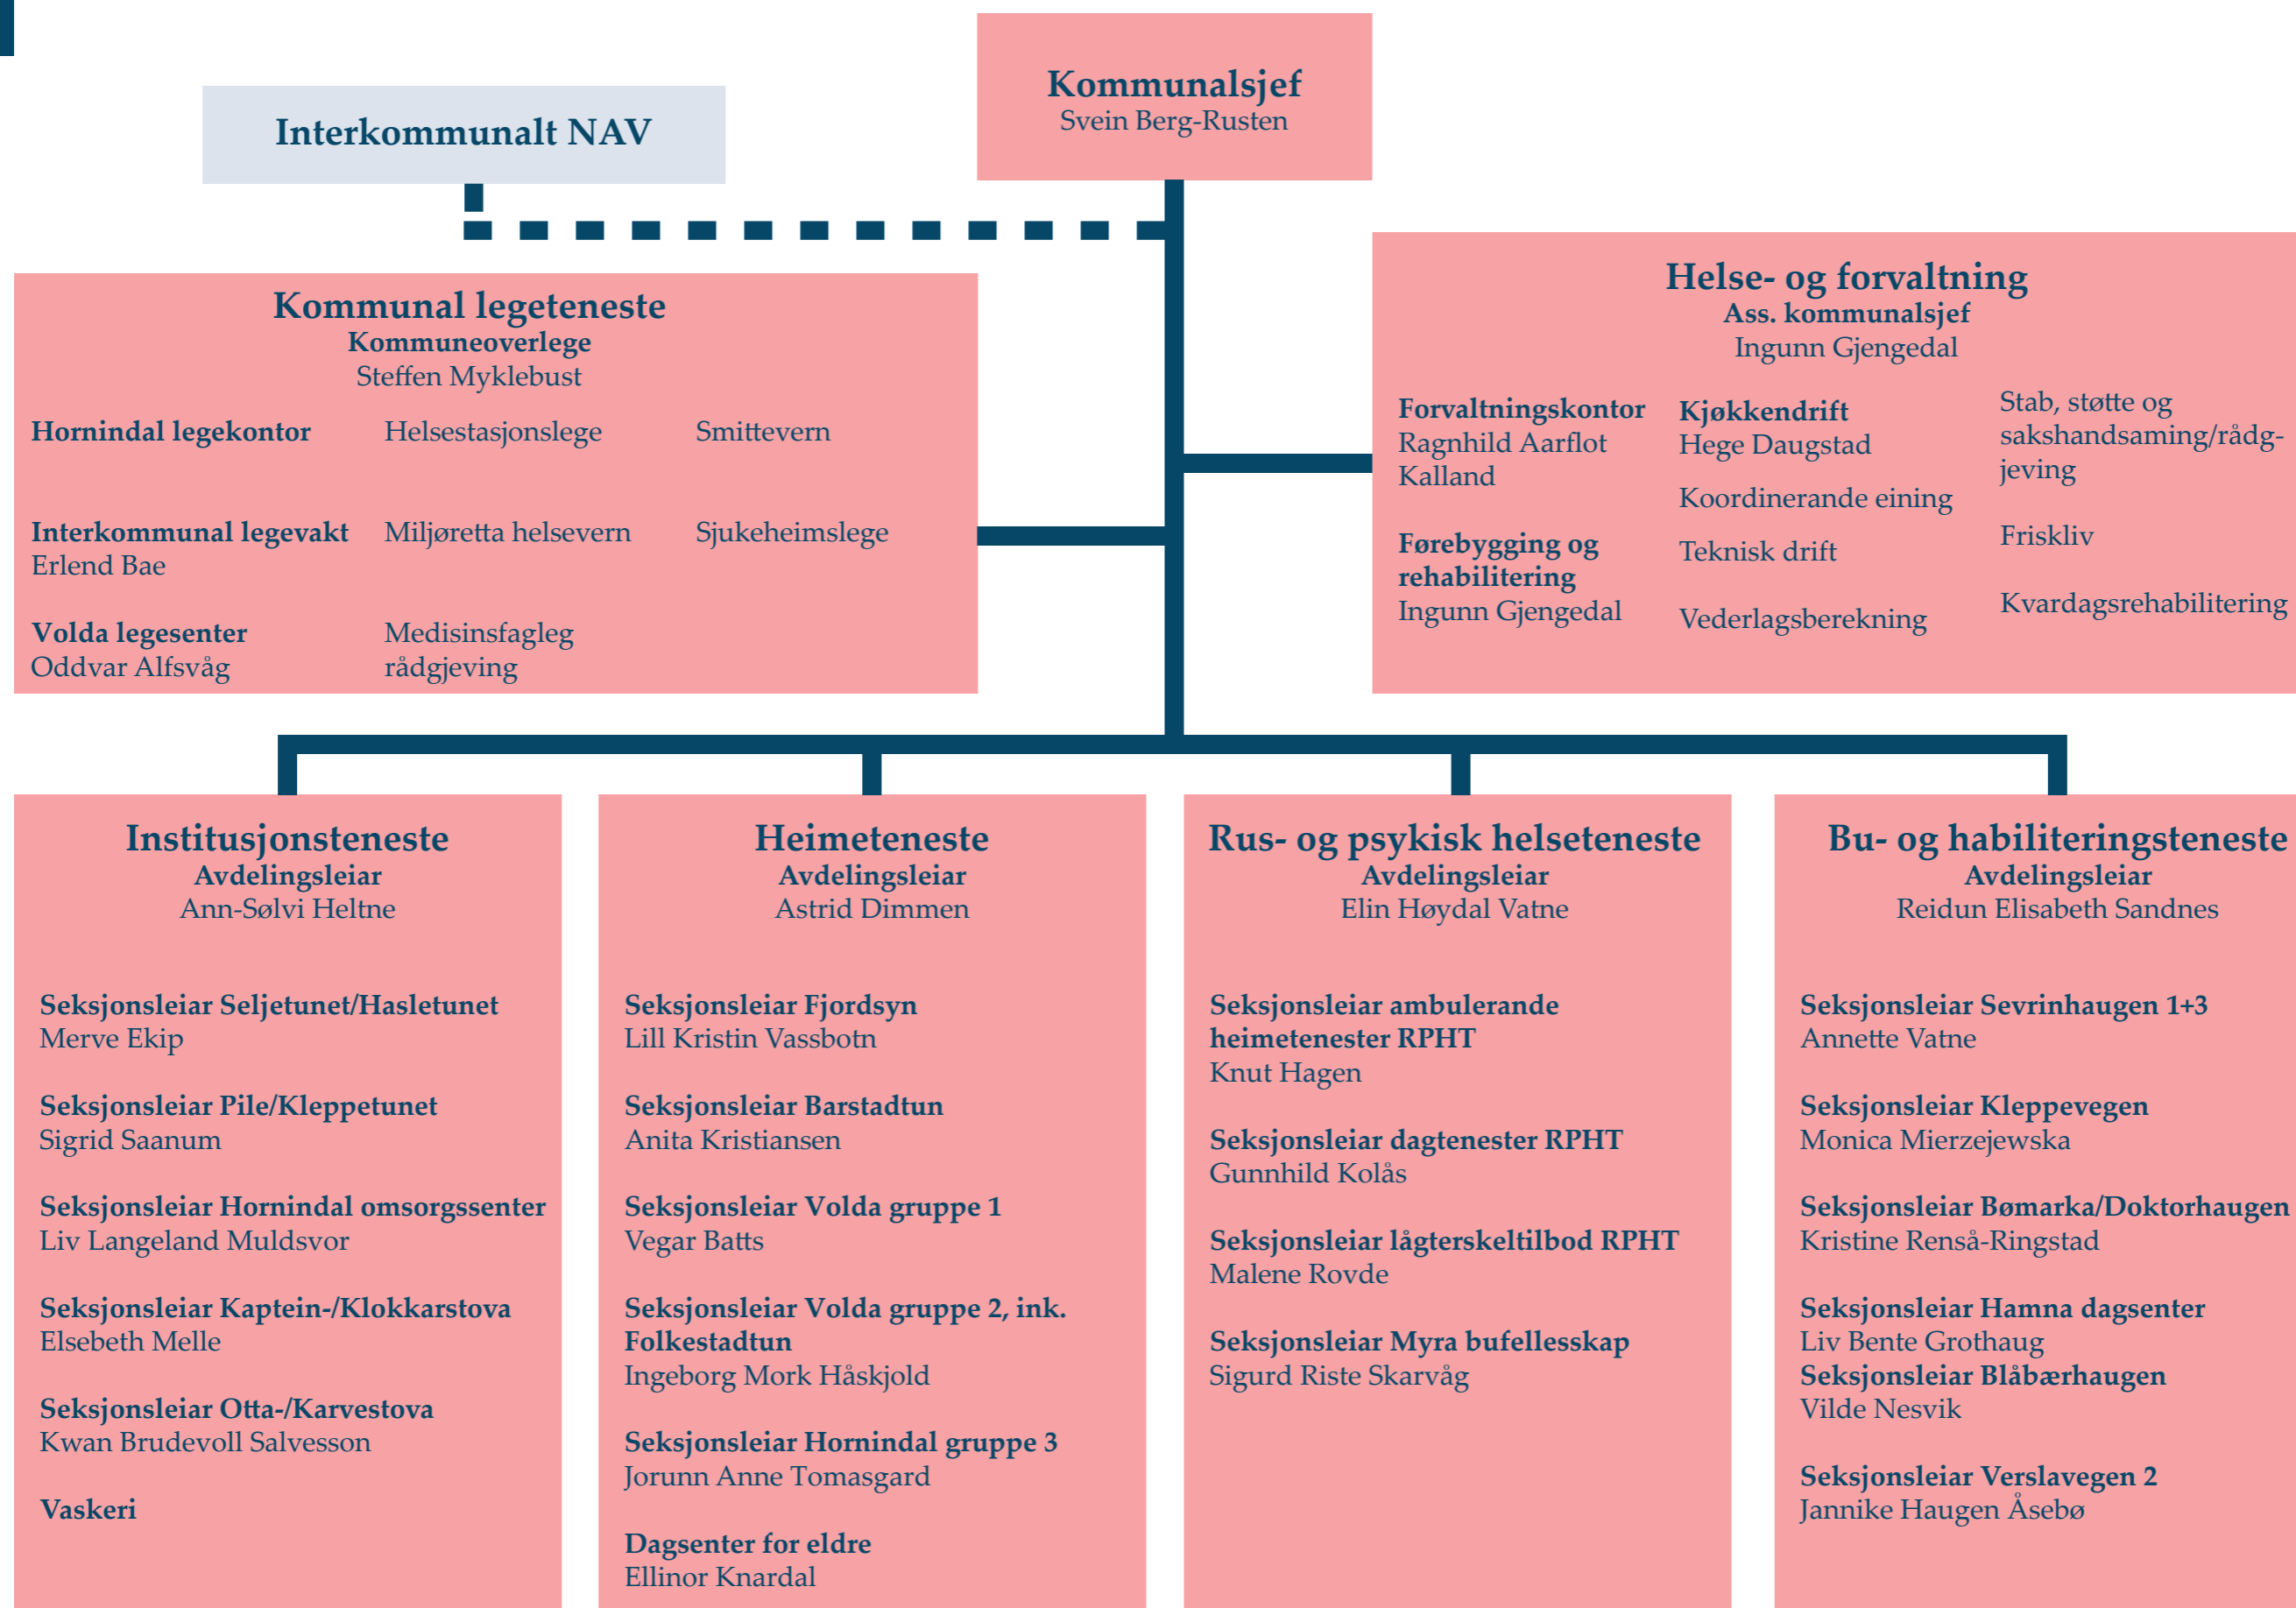 Kommunalsjef
Svein Berg-Rusten
Interkommunalt NAV
Kommunal legeteneste
Kommuneoverlege
Steffen Myklebust
Hornindal legekontor
Interkommunal legevakt
Erlend Bae
Volda legesenter
Oddvar Alfsvåg
Helsestasjonslege
Miljøretta helsevern
Medisinsfagleg
rådgjeving
Smittevern
Sjukeheimslege
Helse- og forvaltning
Ass. kommunalsjef
Ingunn Gjengedal
Forvaltningskontor
Ragnhild Aarflot
Kalland
Førebygging og
rehabilitering
Ingunn Gjengedal
Kjøkkendrift
Hege Daugstad
Koordinerande eining
Teknisk drift
Vederlagsberekning
Stab, støtte og
sakshandsaming/rådg-
jeving
Friskliv
Kvardagsrehabilitering
Institusjonsteneste
Avdelingsleiar
Ann-Sølvi Heltne
Seksjonsleiar Seljetunet/Hasletunet
Merve Ekip
Seksjonsleiar Pile/Kleppetunet
Sigrid Saanum
Seksjonsleiar Hornindal omsorgssenter
Liv Langeland Muldsvor
Seksjonsleiar Kaptein-/Klokkarstova
Elsebeth Melle
Seksjonsleiar Otta-/Karvestova
Kwan Brudevoll Salvesson
Vaskeri
Heimeteneste
Avdelingsleiar
Astrid Dimmen
Seksjonsleiar Fjordsyn
Lill Kristin Vassbotn
Seksjonsleiar Barstadtun
Anita Kristiansen
Seksjonsleiar Volda gruppe 1
Vegar Batts
Seksjonsleiar Volda gruppe 2, ink.
Folkestadtun
Ingeborg Mork Håskjold
Seksjonsleiar Hornindal gruppe 3
Jorunn Anne Tomasgard
Dagsenter for eldre
Ellinor Knardal
Rus- og psykisk helseteneste
Avdelingsleiar
Elin Høydal Vatne
Seksjonsleiar ambulerande
heimetenester RPHT
Knut Hagen
Seksjonsleiar dagtenester RPHT
Gunnhild Kolås
Seksjonsleiar lågterskeltilbod RPHT
Malene Rovde
Seksjonsleiar Myra bufellesskap
Sigurd Riste Skarvåg
Bu- og habiliteringsteneste
Avdelingsleiar
Reidun Elisabeth Sandnes
Seksjonsleiar Sevrinhaugen 1+3
Annette Vatne
Seksjonsleiar Kleppevegen
Monica Mierzejewska
Seksjonsleiar Bømarka/Doktorhaugen
Kristine Renså-Ringstad
Seksjonsleiar Hamna dagsenter
Liv Bente Grothaug
Seksjonsleiar Blåbærhaugen
Vilde Nesvik
Seksjonsleiar Verslavegen 2
Jannike Haugen Åsebø